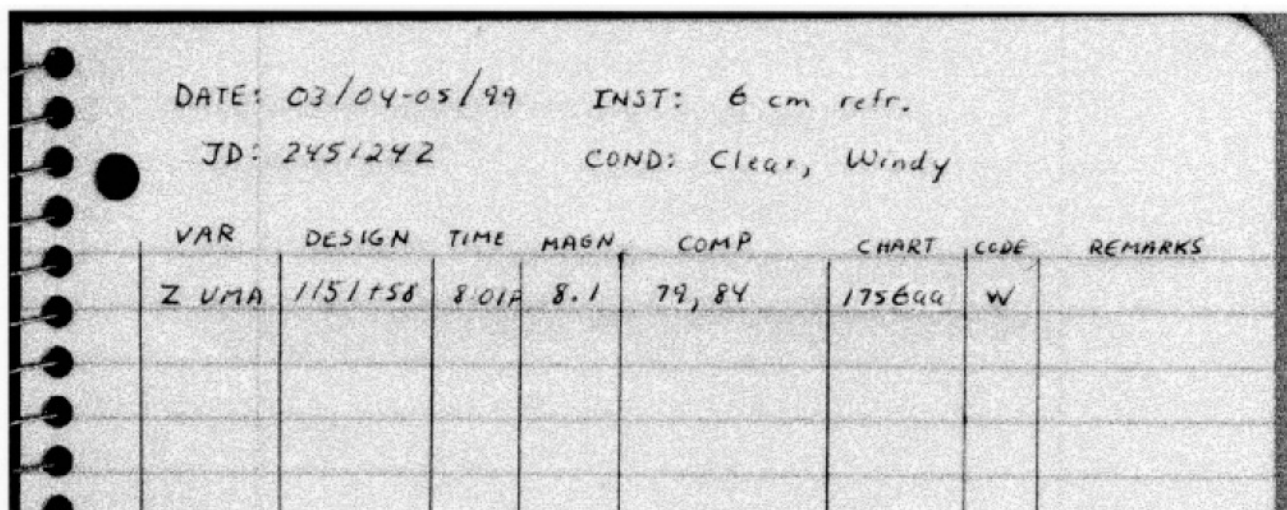 DATE: 03/04-05/99 INST: 6 cm refr.
JD: 2451242 COND: Clear, Windy
VAR DESIGN TIME MAGN COMP CHART CODE REMARKS
Z UMA 1151+58 8:01P 8.1 79, 84 1756aa W